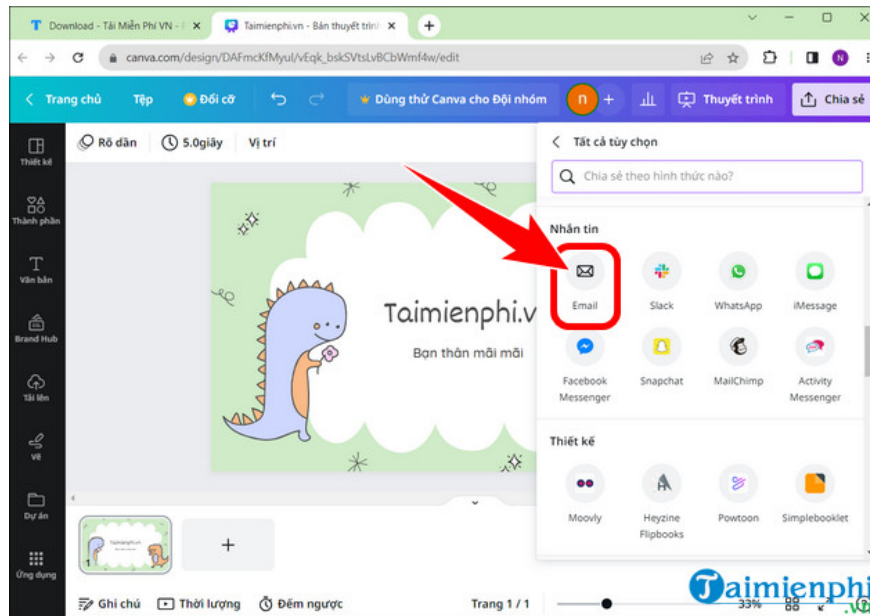 Download - Tải Miễn Phí VN - F
Taimienphi.vn - Bản thuyết trình
canva.com/design/DAFmcKfMyuI/vEqk_bskSVtsLvBCbWmf4w/edit
N
Trang chủ Tệp Đổi cỡ Dùng thử Canva cho Đội nhóm n + Thuyết trình Chia sẻ
Rõ dần 5.0giây Vị trí
Thiết kế
Thành phần
Văn bản
Brand Hub
Tải lên
Vẽ
Dự án
Ứng dụng
Taimienphi.v
Bạn thân mãi mãi
Tất cả tùy chọn
Chia sẻ theo hình thức nào?
Nhắn tin
Email Slack WhatsApp iMessage
Facebook Messenger Snapchat MailChimp Activity Messenger
Thiết kế
Moovly Heyzine Flipbooks Powtoon Simplebooklet
Taimienphi.vn
1
Ghi chú Thời lượng Đếm ngược Trang 1 / 1 33%
Taimienphi
.vn